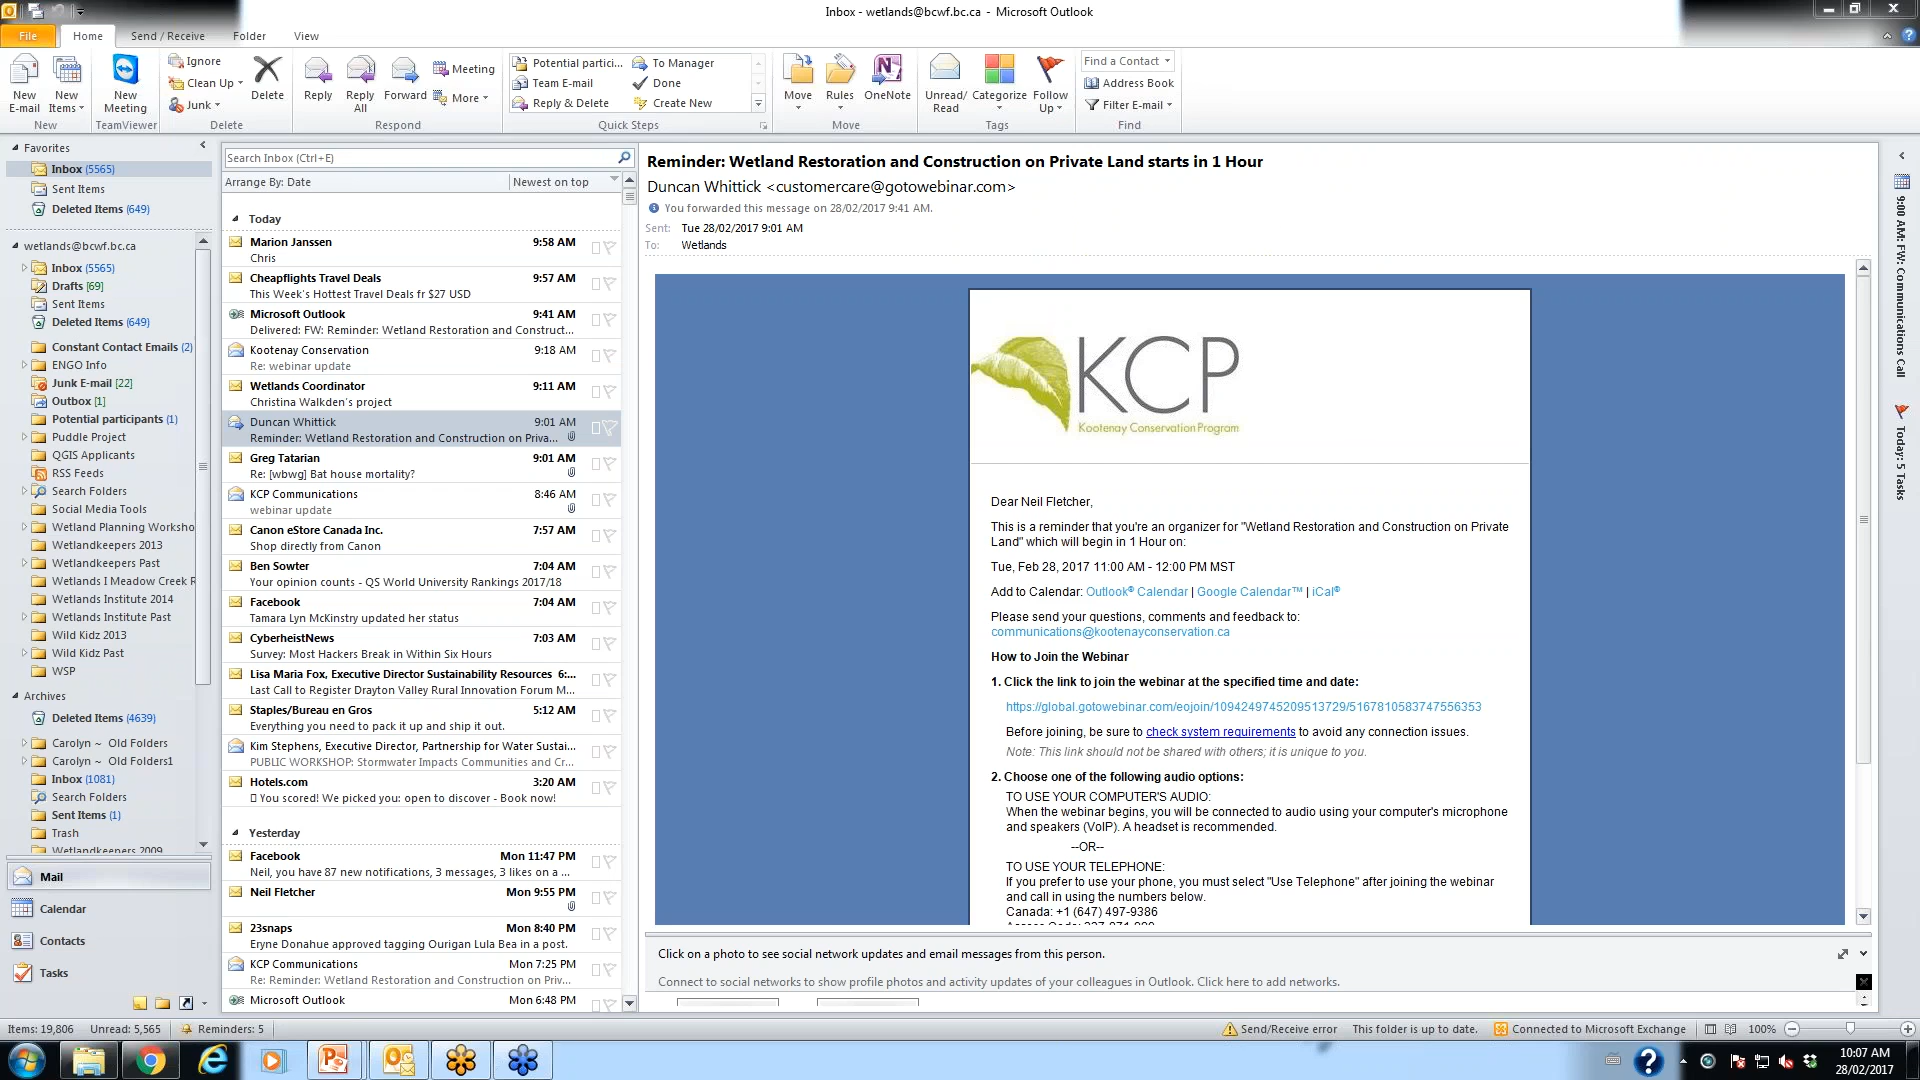 Inbox - wetlands@bcwf.bc.ca - Microsoft Outlook
File Home Send / Receive Folder View
New E-mail
New Items
New Meeting
Ignore
Clean Up
Junk
Delete
Reply
Reply All
Forward
Meeting
More
Potential partici...
Team E-mail
Reply & Delete
To Manager
Done
Create New
Move
Rules
OneNote
Unread/ Read
Categorize
Follow Up
Find a Contact
Address Book
Filter E-mail
New TeamViewer Delete Respond Quick Steps Move Tags Find
Favorites
Inbox (5565)
Sent Items
Deleted Items (649)
wetlands@bcwf.bc.ca
Inbox (5565)
Drafts [69]
Sent Items
Deleted Items (649)
Constant Contact Emails (2)
ENGO Info
Junk E-mail [22]
Outbox [1]
Potential participants (1)
Puddle Project
QGIS Applicants
RSS Feeds
Search Folders
Social Media Tools
Wetland Planning Worksho
Wetlandkeepers 2013
Wetlandkeepers Past
Wetlands I Meadow Creek R
Wetlands Institute 2014
Wetlands Institute Past
Wild Kidz 2013
Wild Kidz Past
WSP
Archives
Deleted Items (4639)
Carolyn ~ Old Folders
Carolyn ~ Old Folders1
Inbox (1081)
Search Folders
Sent Items (1)
Trash
Wetlandkeepers 2009
Mail
Calendar
Contacts
Tasks
Search Inbox (Ctrl+E)
Arrange By: Date Newest on top
Today
Marion Janssen 9:58 AM
Chris
Cheapflights Travel Deals 9:57 AM
This Week's Hottest Travel Deals fr $27 USD
Microsoft Outlook 9:41 AM
Delivered: FW: Reminder: Wetland Restoration and Construct...
Kootenay Conservation 9:18 AM
Re: webinar update
Wetlands Coordinator 9:11 AM
Christina Walkden's project
Duncan Whittick 9:01 AM
Reminder: Wetland Restoration and Construction on Priva...
Greg Tatarian 9:01 AM
Re: [wbwg] Bat house mortality?
KCP Communications 8:46 AM
webinar update
Canon eStore Canada Inc. 7:57 AM
Shop directly from Canon
Ben Sowter 7:04 AM
Your opinion counts - QS World University Rankings 2017/18
Facebook 7:04 AM
Tamara Lyn McKinstry updated her status
CyberheistNews 7:03 AM
Survey: Most Hackers Break in Within Six Hours
Lisa Maria Fox, Executive Director Sustainability Resources 6:...
Last Call to Register Drayton Valley Rural Innovation Forum M...
Staples/Bureau en Gros 5:12 AM
Everything you need to pack it up and ship it out.
Kim Stephens, Executive Director, Partnership for Water Sustai...
PUBLIC WORKSHOP: Stormwater Impacts Communities and Cr...
Hotels.com 3:20 AM
You scored! We picked you: open to discover - Book now!
Yesterday
Facebook Mon 11:47 PM
Neil, you have 87 new notifications, 3 messages, 3 likes on a ...
Neil Fletcher Mon 9:55 PM
23snaps Mon 8:40 PM
Eryne Donahue approved tagging Ourigan Lula Bea in a post.
KCP Communications Mon 7:25 PM
Re: Reminder: Wetland Restoration and Construction on Priv...
Microsoft Outlook Mon 6:48 PM
Reminder: Wetland Restoration and Construction on Private Land starts in 1 Hour
Duncan Whittick <customercare@gotowebinar.com>
You forwarded this message on 28/02/2017 9:41 AM.
Sent: Tue 28/02/2017 9:01 AM
To: Wetlands
KCP
Kootenay Conservation Program
Dear Neil Fletcher,
This is a reminder that you're an organizer for "Wetland Restoration and Construction on Private
Land" which will begin in 1 Hour on:
Tue, Feb 28, 2017 11:00 AM - 12:00 PM MST
Add to Calendar: Outlook® Calendar | Google Calendar™ | iCal®
Please send your questions, comments and feedback to:
communications@kootenayconservation.ca
How to Join the Webinar
1. Click the link to join the webinar at the specified time and date:
https://global.gotowebinar.com/eojoin/1094249745209513729/5167810583747556353
Before joining, be sure to check system requirements to avoid any connection issues.
Note: This link should not be shared with others; it is unique to you.
2. Choose one of the following audio options:
TO USE YOUR COMPUTER'S AUDIO:
When the webinar begins, you will be connected to audio using your computer's microphone
and speakers (VoIP). A headset is recommended.
--OR--
TO USE YOUR TELEPHONE:
If you prefer to use your phone, you must select "Use Telephone" after joining the webinar
and call in using the numbers below.
Canada: +1 (647) 497-9386
Click on a photo to see social network updates and email messages from this person.
Connect to social networks to show profile photos and activity updates of your colleagues in Outlook. Click here to add networks.
9:00 AM: FW: Communications Call
Today: 5 Tasks
Items: 19,806 Unread: 5,565 Reminders: 5 Send/Receive error This folder is up to date. Connected to Microsoft Exchange 100%
10:07 AM
28/02/2017